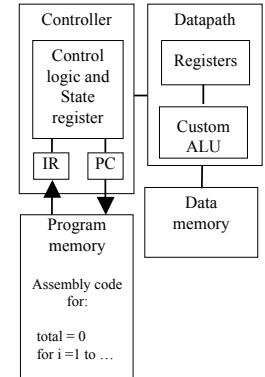 Controller
Control
logic and
State
register
IR
PC
Datapath
Registers
Custom
ALU
Data
memory
Program
memory
Assembly code
for:
total = 0
for i =1 to …